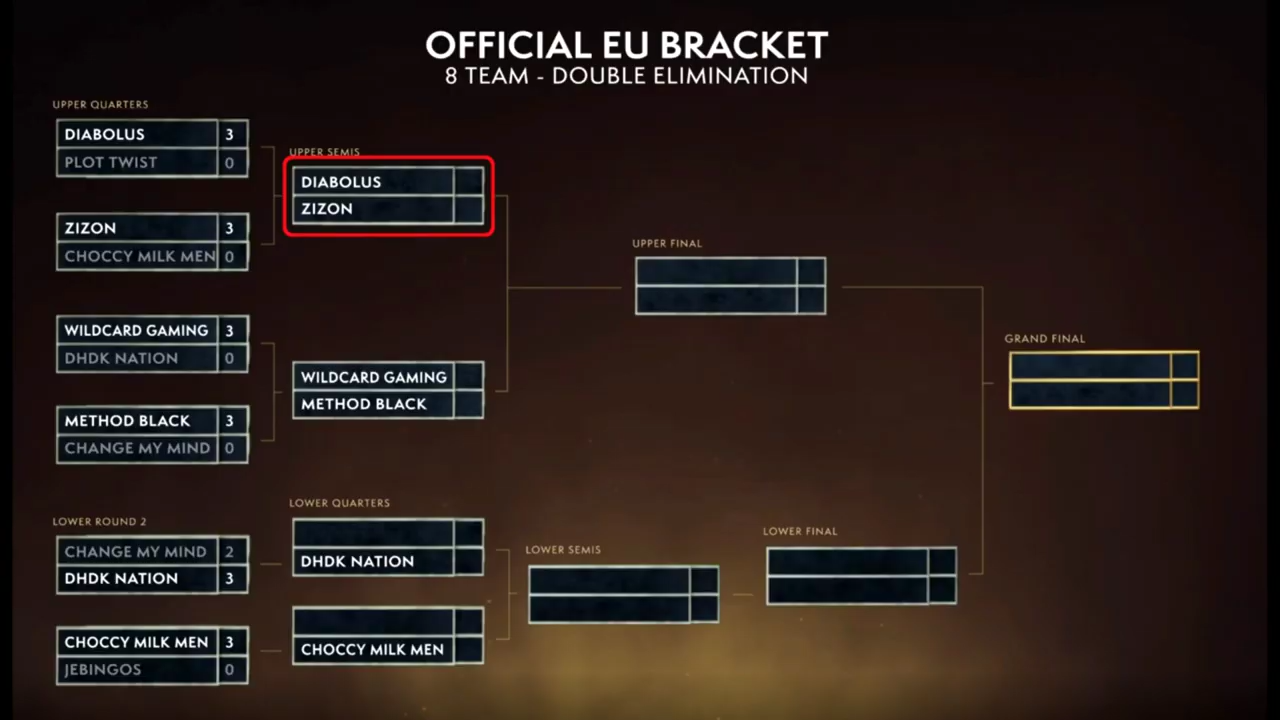 OFFICIAL EU BRACKET
8 TEAM - DOUBLE ELIMINATION
UPPER QUARTERS
DIABOLUS 3
PLOT TWIST 0
ZIZON 3
CHOCCY MILK MEN 0
WILDCARD GAMING 3
DHDK NATION 0
METHOD BLACK 3
CHANGE MY MIND 0
UPPER SEMIS
DIABOLUS
ZIZON
WILDCARD GAMING
METHOD BLACK
UPPER FINAL
GRAND FINAL
LOWER ROUND 2
CHANGE MY MIND 2
DHDK NATION 3
CHOCCY MILK MEN 3
JEBINGOS 0
LOWER QUARTERS
DHDK NATION
CHOCCY MILK MEN
LOWER SEMIS
LOWER FINAL